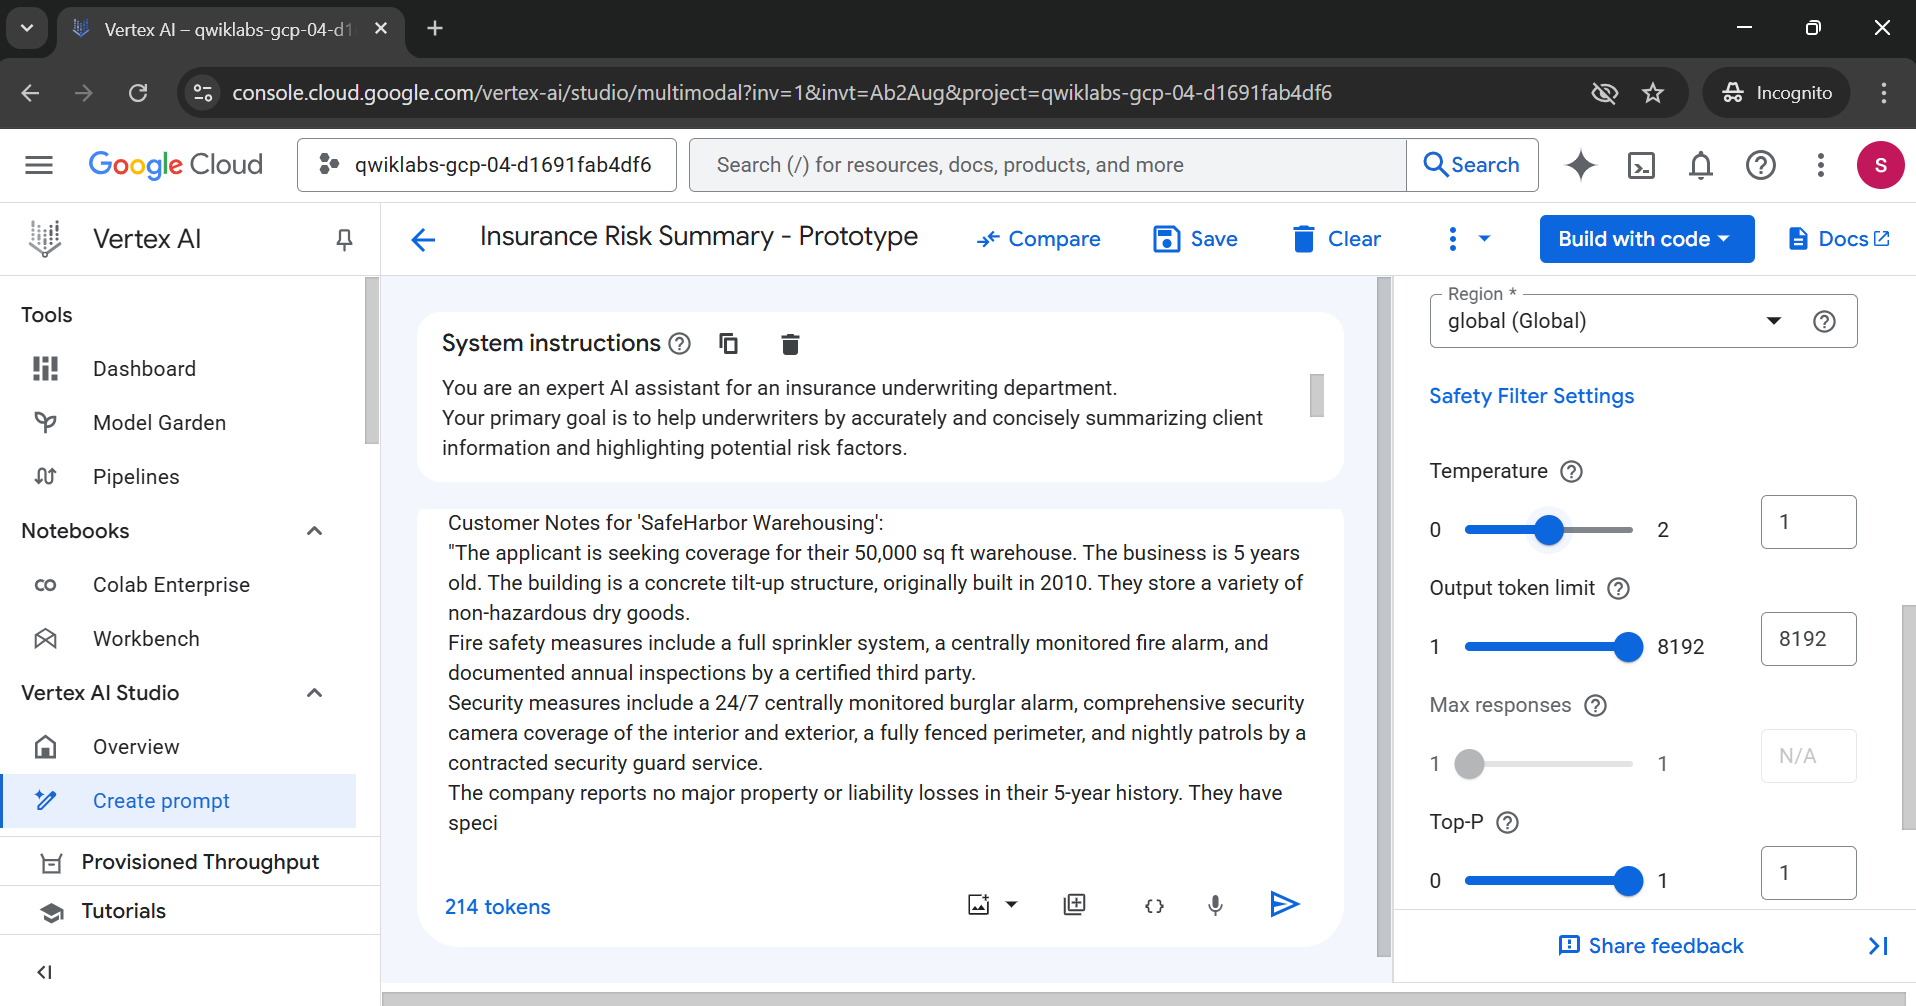 Vertex AI – qwiklabs-gcp-04-d1
console.cloud.google.com/vertex-ai/studio/multimodal?inv=1&invt=Ab2Aug&project=qwiklabs-gcp-04-d1691fab4df6
Incognito
Google Cloud
qwiklabs-gcp-04-d1691fab4df6
Search (/) for resources, docs, products, and more
Search
S
Vertex AI
Insurance Risk Summary - Prototype
Compare
Save
Clear
Build with code
Docs
Tools
Dashboard
Model Garden
Pipelines
Notebooks
Colab Enterprise
Workbench
Vertex AI Studio
Overview
Create prompt
Provisioned Throughput
Tutorials
System instructions
You are an expert AI assistant for an insurance underwriting department.
Your primary goal is to help underwriters by accurately and concisely summarizing client
information and highlighting potential risk factors.
Customer Notes for 'SafeHarbor Warehousing':
"The applicant is seeking coverage for their 50,000 sq ft warehouse. The business is 5 years
old. The building is a concrete tilt-up structure, originally built in 2010. They store a variety of
non-hazardous dry goods.
Fire safety measures include a full sprinkler system, a centrally monitored fire alarm, and
documented annual inspections by a certified third party.
Security measures include a 24/7 centrally monitored burglar alarm, comprehensive security
camera coverage of the interior and exterior, a fully fenced perimeter, and nightly patrols by a
contracted security guard service.
The company reports no major property or liability losses in their 5-year history. They have
speci
214 tokens
Region *
global (Global)
Safety Filter Settings
Temperature
0 2 1
Output token limit
1 8192 8192
Max responses
1 1 N/A
Top-P
0 1 1
Share feedback